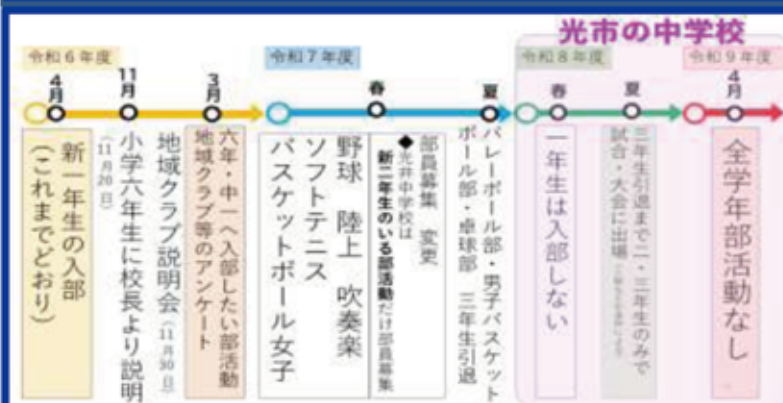 光市の中学校
令和6年度
4月
新一年生の入部
(これまでどおり)
11月
小学六年生に校長より説明
(11月20日)
地域クラブ説明会(11月30日)
3月
六年・中一へ入部したい部活動
地域クラブ等のアンケート
令和7年度
春
部員募集 変更
◆光井中学校は
新二年生のいる部活動だけ部員募集
野球 陸上 吹奏楽
ソフトテニス
バスケットボール女子
夏
バレーボール部・男子バスケット
ボール部・卓球部 三年生引退
令和8年度
春
一年生は入部しない
夏
三年生引退まで二・三年生のみで
試合・大会に出場
令和9年度
4月
全学年部活動なし